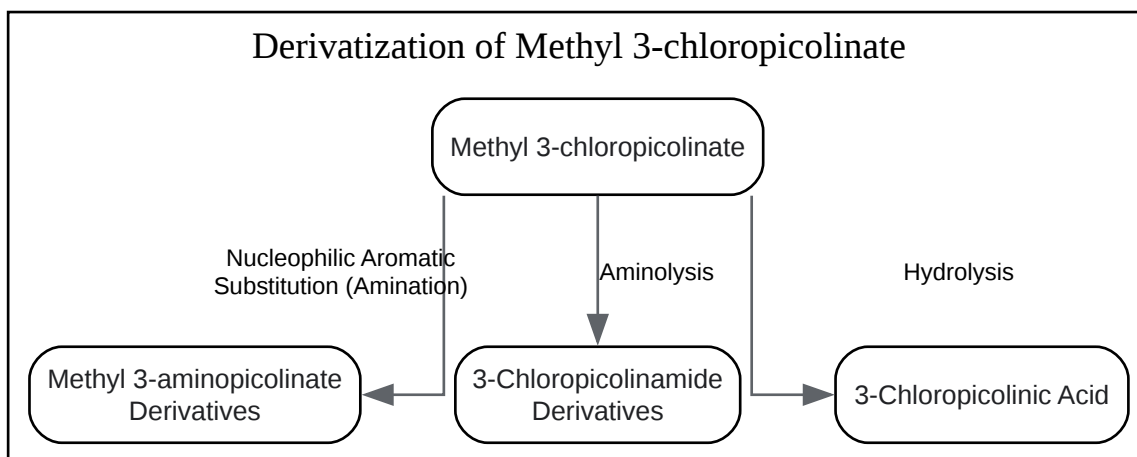 Derivatization of Methyl 3-chloropicolinate
Methyl 3-chloropicolinate
Nucleophilic Aromatic
Substitution (Amination)
Aminolysis
Hydrolysis
Methyl 3-aminopicolinate
Derivatives
3-Chloropicolinamide
Derivatives
3-Chloropicolinic Acid